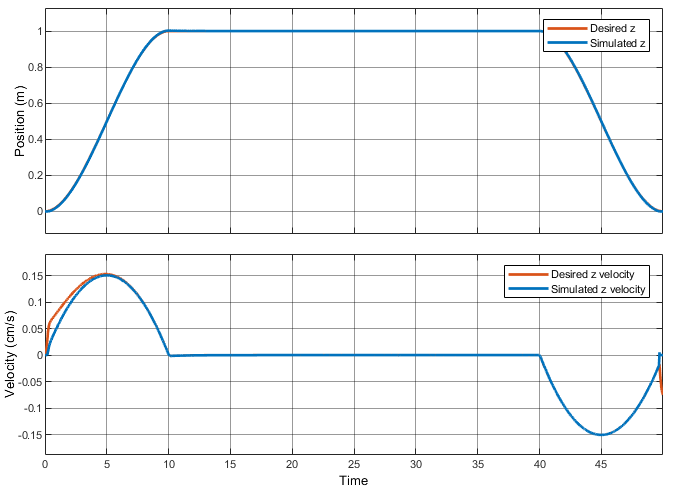 Position (m)
1
0.8
0.6
0.4
0.2
0
Desired z
Simulated z
Velocity (cm/s)
0.15
0.1
0.05
0
-0.05
-0.1
-0.15
Desired z velocity
Simulated z velocity
0 5 10 15 20 25 30 35 40 45
Time